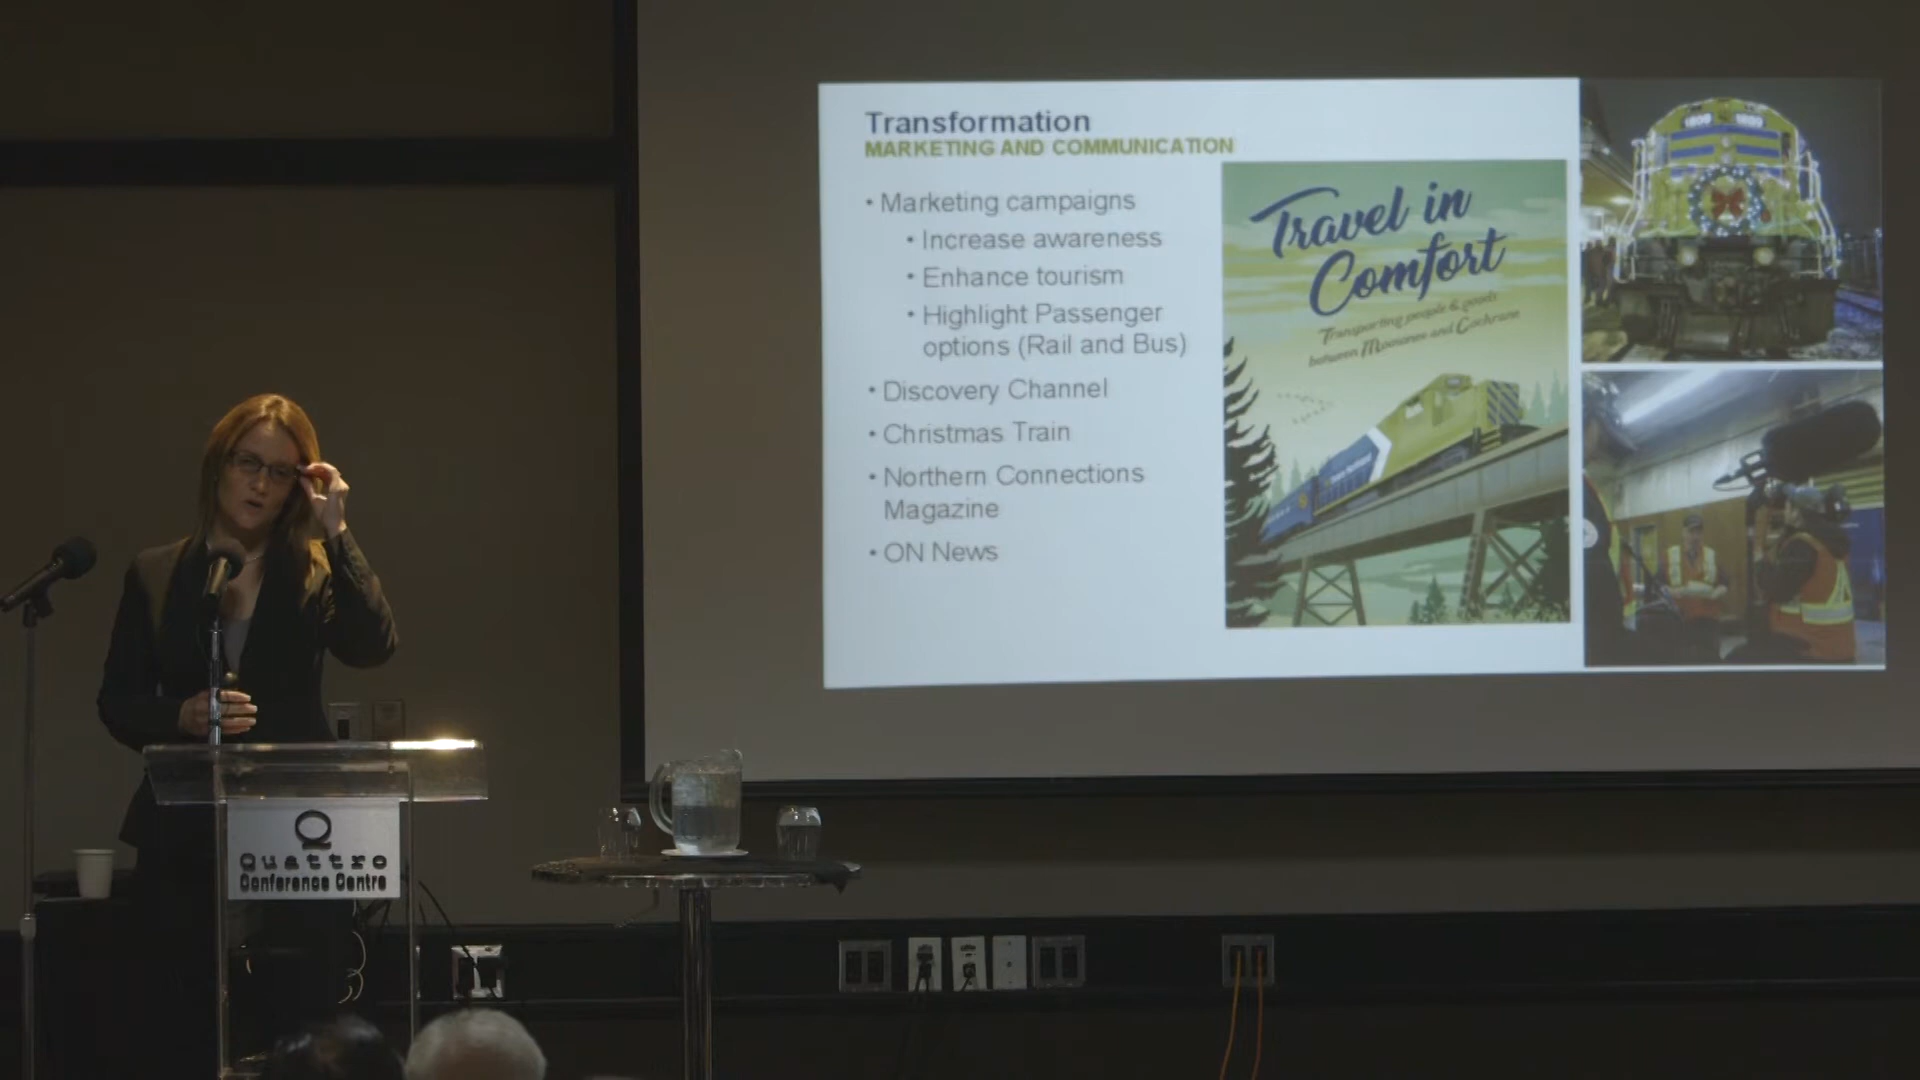 Transformation
MARKETING AND COMMUNICATION
• Marketing campaigns
• Increase awareness
• Enhance tourism
• Highlight Passenger
options (Rail and Bus)
• Discovery Channel
• Christmas Train
• Northern Connections
Magazine
• ON News
Travel in
Comfort
Transporting people & goods
between Moosonee and Cochrane
1809 1809
Q
Quattro
Conference Centre